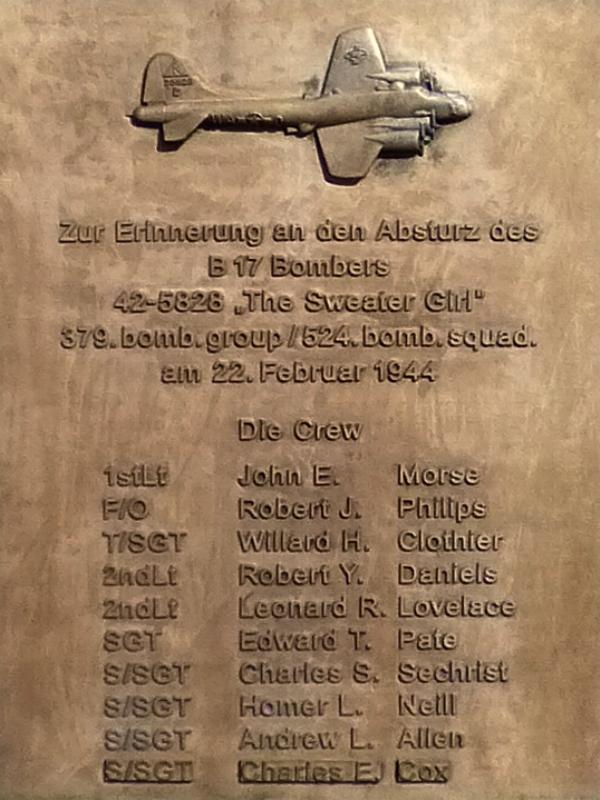 Zur Erinnerung an den Absturz des
B 17 Bombers
42-5828 „The Sweater Girl"
379. bomb. group / 524. bomb. squad.
am 22. Februar 1944
Die Crew
1stLt John E. Morse
F/O Robert J. Philips
T/SGT Willard H. Clothier
2ndLt Robert Y. Daniels
2ndLt Leonard R. Lovelace
SGT Edward T. Pate
S/SGT Charles S. Sechrist
S/SGT Homer L. Neill
S/SGT Andrew L. Allen
S/SGT Charles E. Cox